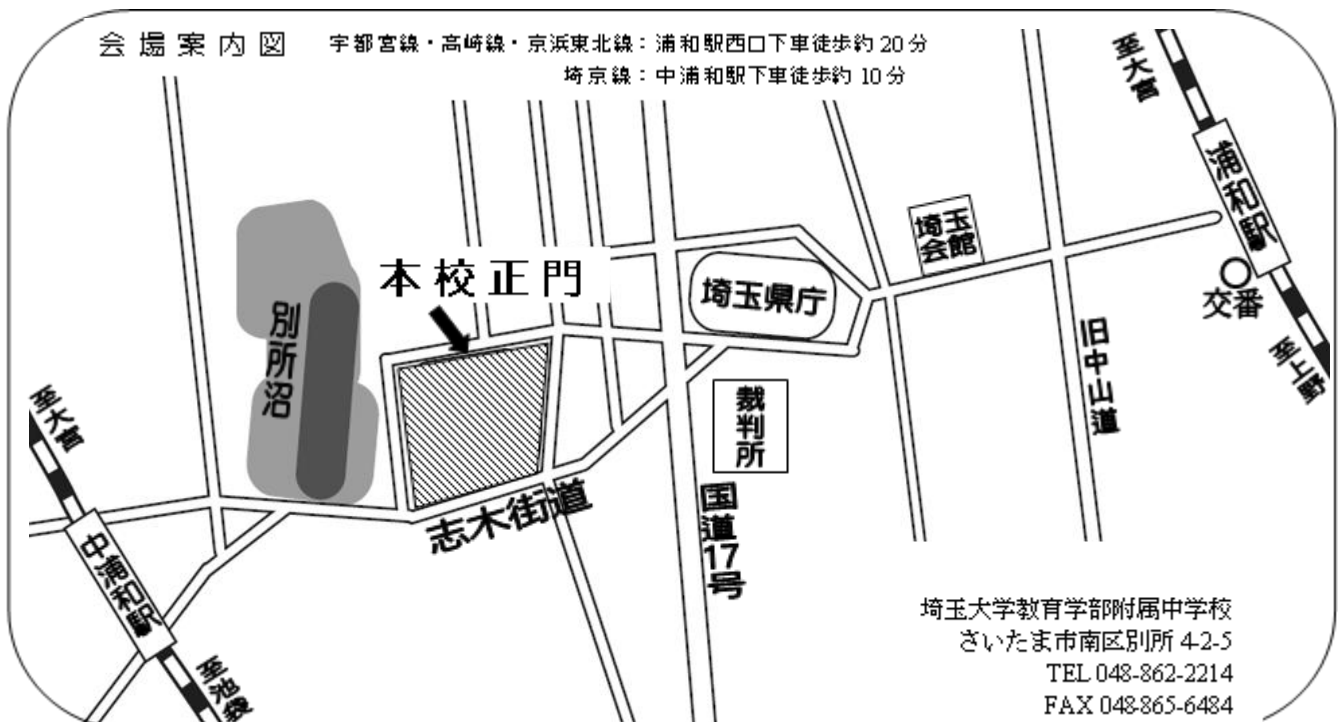 会場案内図
宇都宮線・高崎線・京浜東北線：浦和駅西口下車徒歩約20分
埼京線：中浦和駅下車徒歩約10分
至大宮
浦和駅
埼玉会館
本校正門
埼玉県庁
交番
別所沼
旧中山道
至上野
至大宮
裁判所
志木街道
国道17号
中浦和駅
至池袋
埼玉大学教育学部附属中学校
さいたま市南区別所 4-2-5
TEL 048-862-2214
FAX 048-865-6484